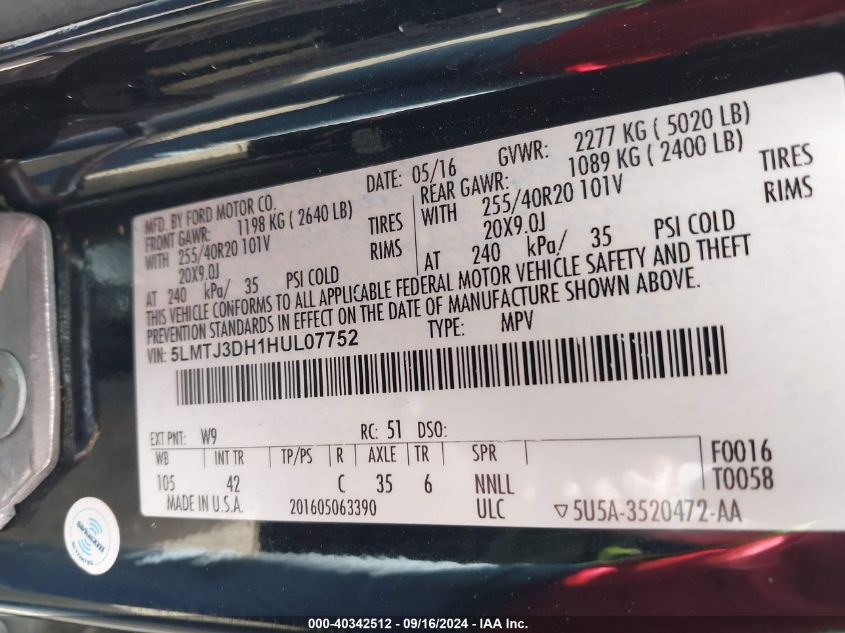 MFD. BY FORD MOTOR CO.
DATE: 05/16 GVWR: 2277 KG ( 5020 LB)
FRONT GAWR: 1198 KG ( 2640 LB)
REAR GAWR: 1089 KG ( 2400 LB)
WITH 255/40R20 101V TIRES
WITH 255/40R20 101V TIRES
20X9.0J RIMS
20X9.0J RIMS
AT 240 kPa/ 35 PSI COLD
AT 240 kPa/ 35 PSI COLD
THIS VEHICLE CONFORMS TO ALL APPLICABLE FEDERAL MOTOR VEHICLE SAFETY AND THEFT
PREVENTION STANDARDS IN EFFECT ON THE DATE OF MANUFACTURE SHOWN ABOVE.
VIN: 5LMTJ3DH1HUL07752 TYPE: MPV
EXT PNT: W9 RC: 51 DSO:
WB INT TR TP/PS R AXLE TR SPR F0016
105 42 C 35 6 NNLL T0058
MADE IN U.S.A. 201605063390 ULC ▽5U5A-3520472-AA
SIRIUSXM
ACTIVATED
000-40342512 - 09/16/2024 - IAA Inc.